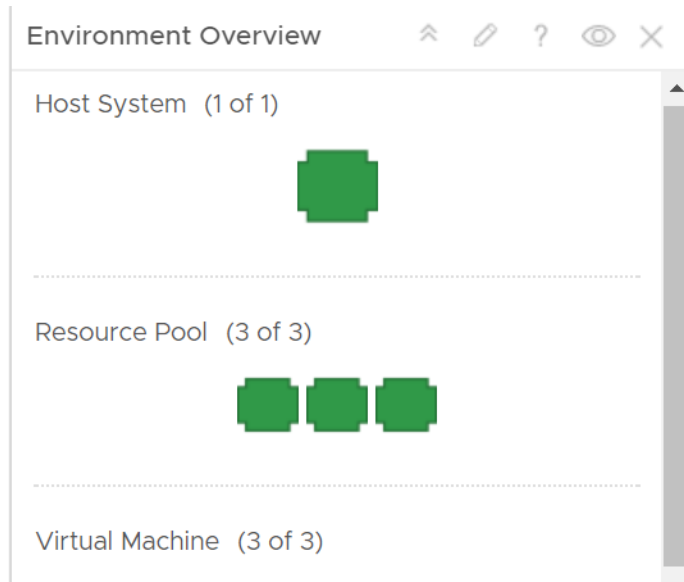 Environment Overview ?
Host System (1 of 1)
Resource Pool (3 of 3)
Virtual Machine (3 of 3)